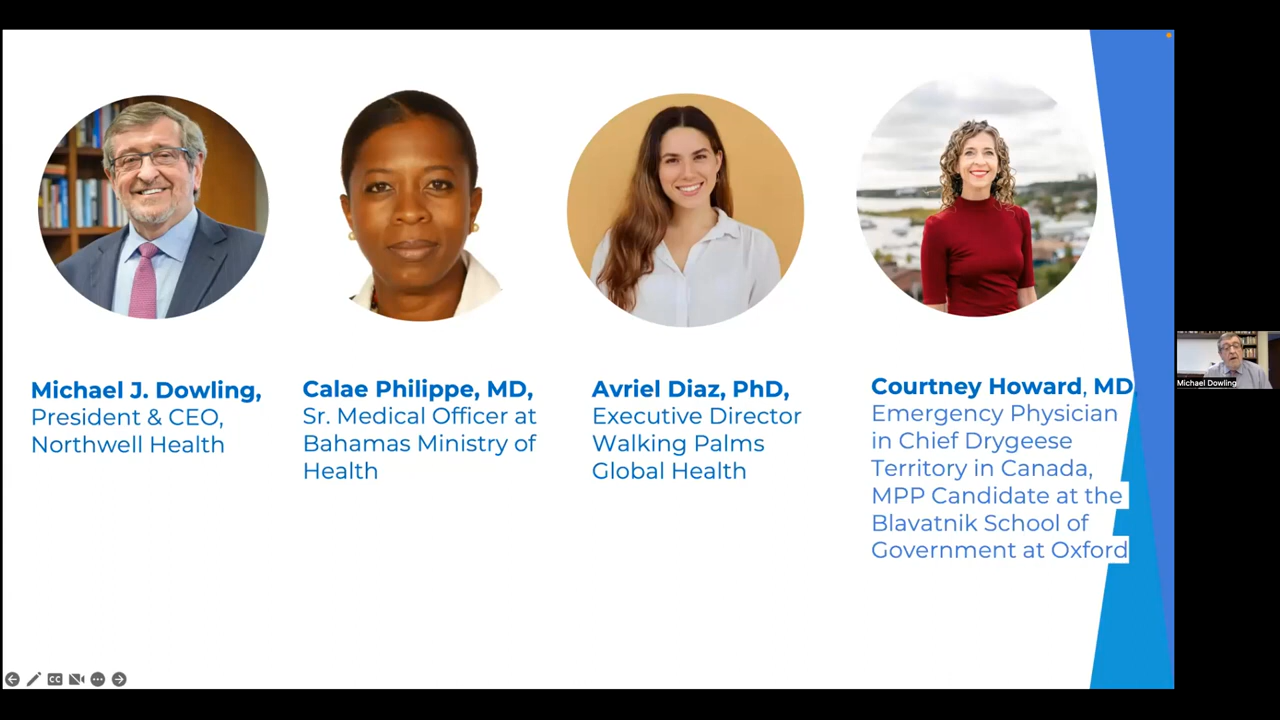 Michael J. Dowling,
President & CEO,
Northwell Health
Calae Philippe, MD,
Sr. Medical Officer at
Bahamas Ministry of
Health
Avriel Diaz, PhD,
Executive Director
Walking Palms
Global Health
Courtney Howard, MD,
Emergency Physician
in Chief Drygeese
Territory in Canada,
MPP Candidate at the
Blavatnik School of
Government at Oxford
Michael Dowling
CC